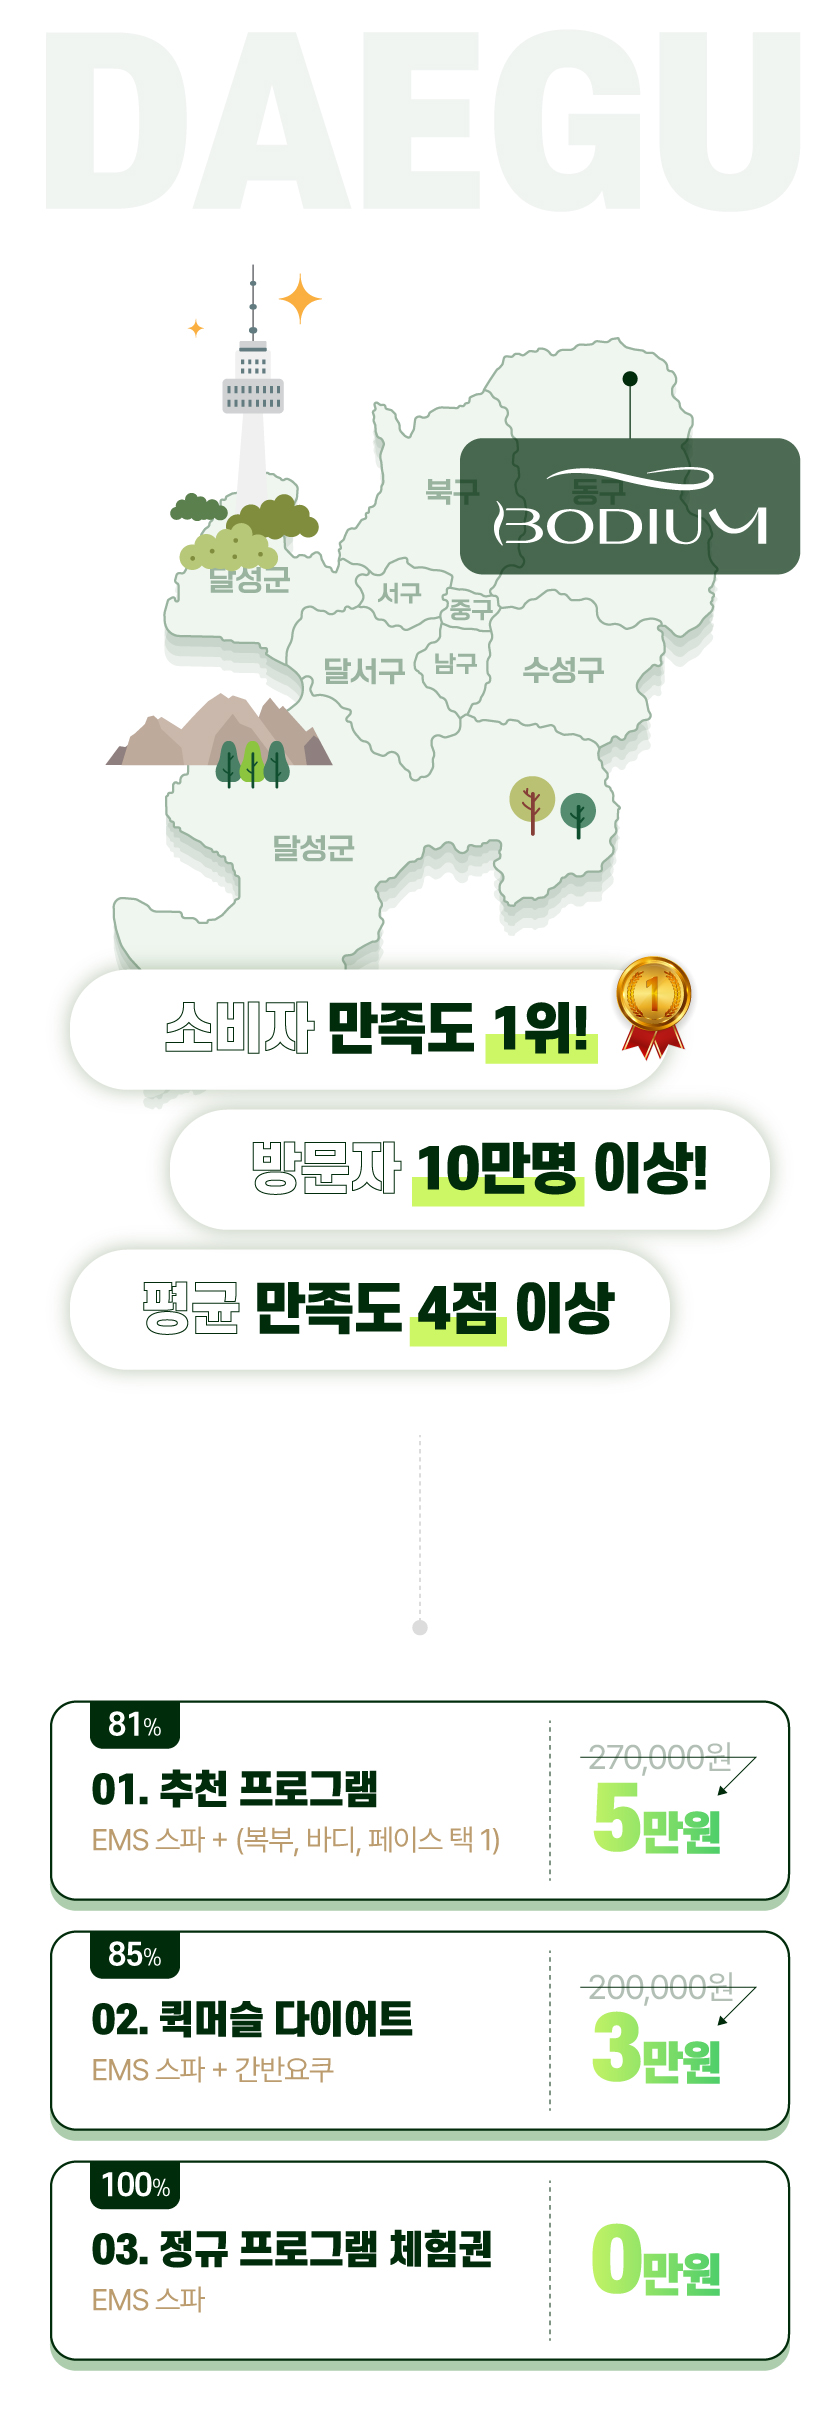 DAEGU
북구
동구
BODIUM
달성군
서구
중구
달서구
남구
수성구
달성군
소비자 만족도 1위!
1
방문자 10만명 이상!
평균 만족도 4점 이상
81%
01. 추천 프로그램
EMS 스파 + (복부, 바디, 페이스 택 1)
270,000원
5만원
85%
02. 퀵머슬 다이어트
EMS 스파 + 간반요쿠
200,000원
3만원
100%
03. 정규 프로그램 체험권
EMS 스파
0만원